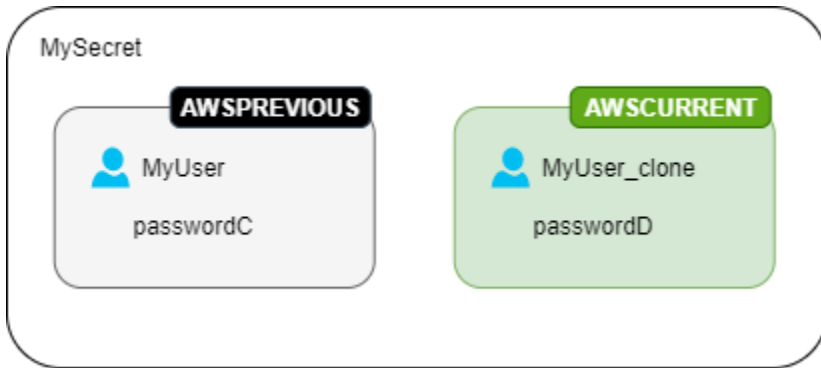 MySecret
AWSPREVIOUS
MyUser
passwordC
AWSCURRENT
MyUser_clone
passwordD